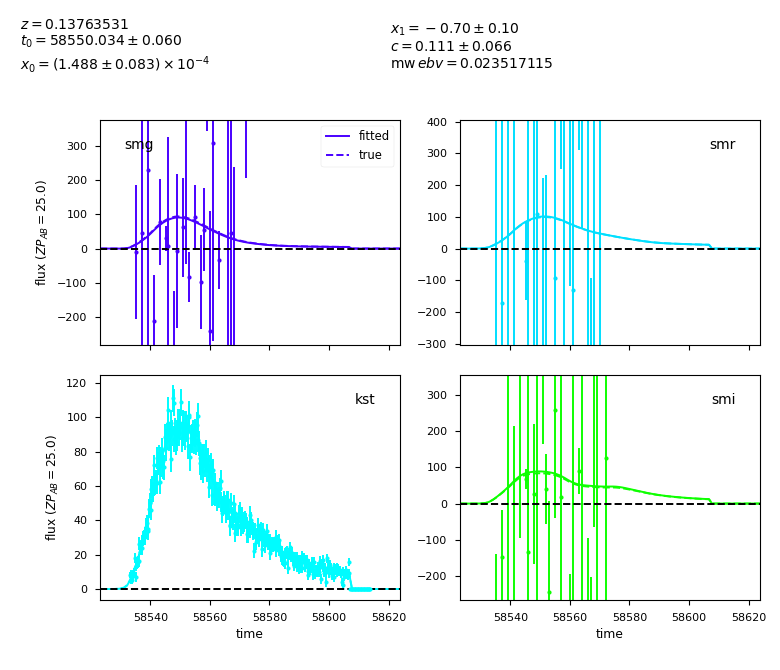 z = 0.13763531
t₀ = 58550.034 ± 0.060
x₀ = (1.488 ± 0.083) × 10⁻⁴
x₁ = −0.70 ± 0.10
c = 0.111 ± 0.066
mw ebv = 0.023517115
smg
fitted
true
300
200
100
0
−100
−200
flux (ZP_AB = 25.0)
smr
400
300
200
100
0
−100
−200
−300
kst
120
100
80
60
40
20
0
flux (ZP_AB = 25.0)
58540 58560 58580 58600 58620
time
smi
300
200
100
0
−100
−200
58540 58560 58580 58600 58620
time